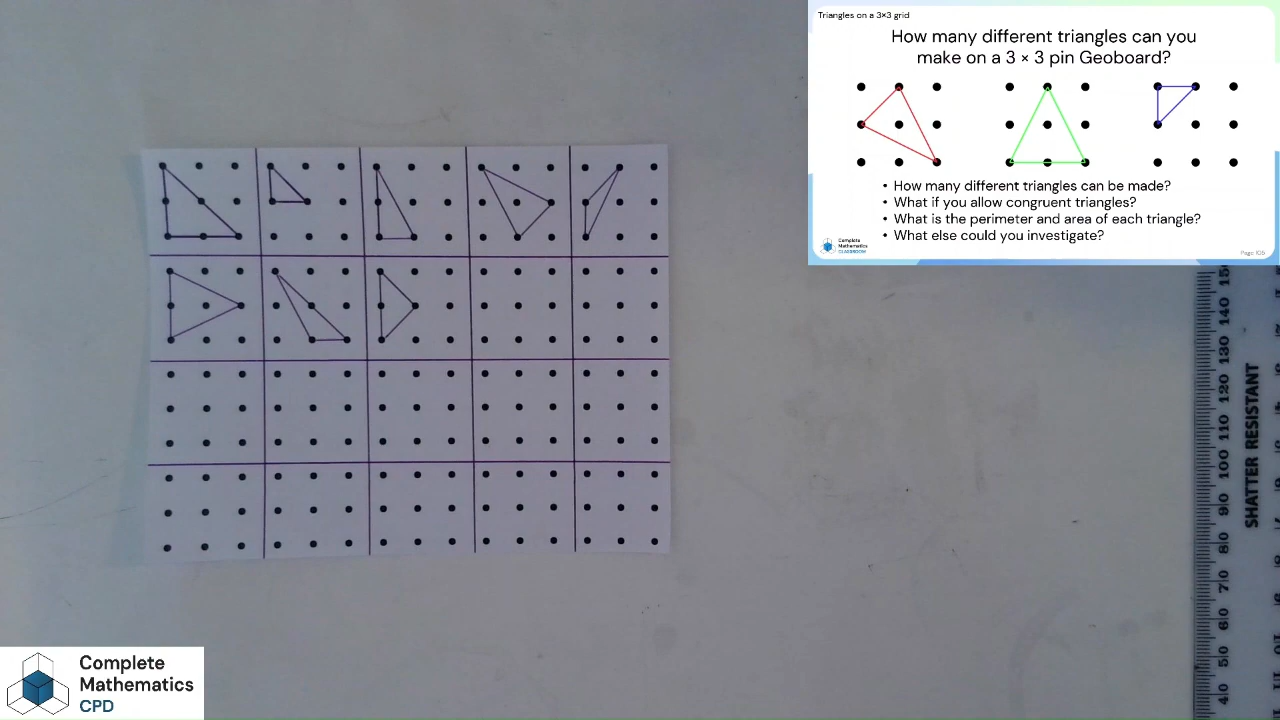 Triangles on a 3×3 grid
How many different triangles can you
make on a 3 × 3 pin Geoboard?
• How many different triangles can be made?
• What if you allow congruent triangles?
• What is the perimeter and area of each triangle?
• What else could you investigate?
Complete
Mathematics
CLASSROOM
Page 105
150
140
130
120
110
100
90
80
70
60
50
40
SHATTER RESISTANT
Complete
Mathematics
CPD